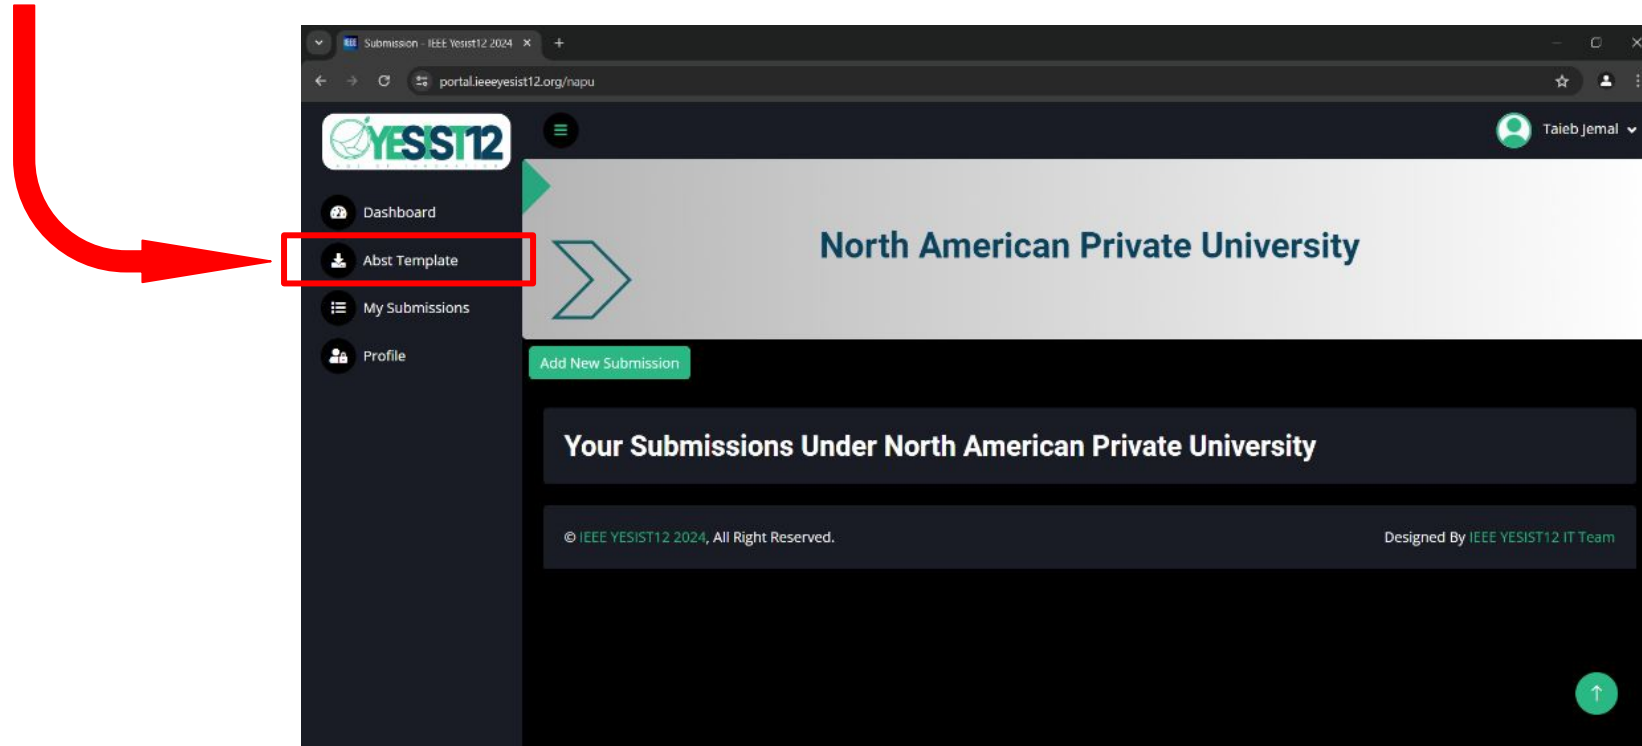 Submission - IEEE Yesist12 2024
portal.ieeeyesist12.org/napu
YESIST12
Taieb Jemal
Dashboard
Abst Template
My Submissions
Profile
North American Private University
Add New Submission
Your Submissions Under North American Private University
© IEEE YESIST12 2024, All Right Reserved.
Designed By IEEE YESIST12 IT Team